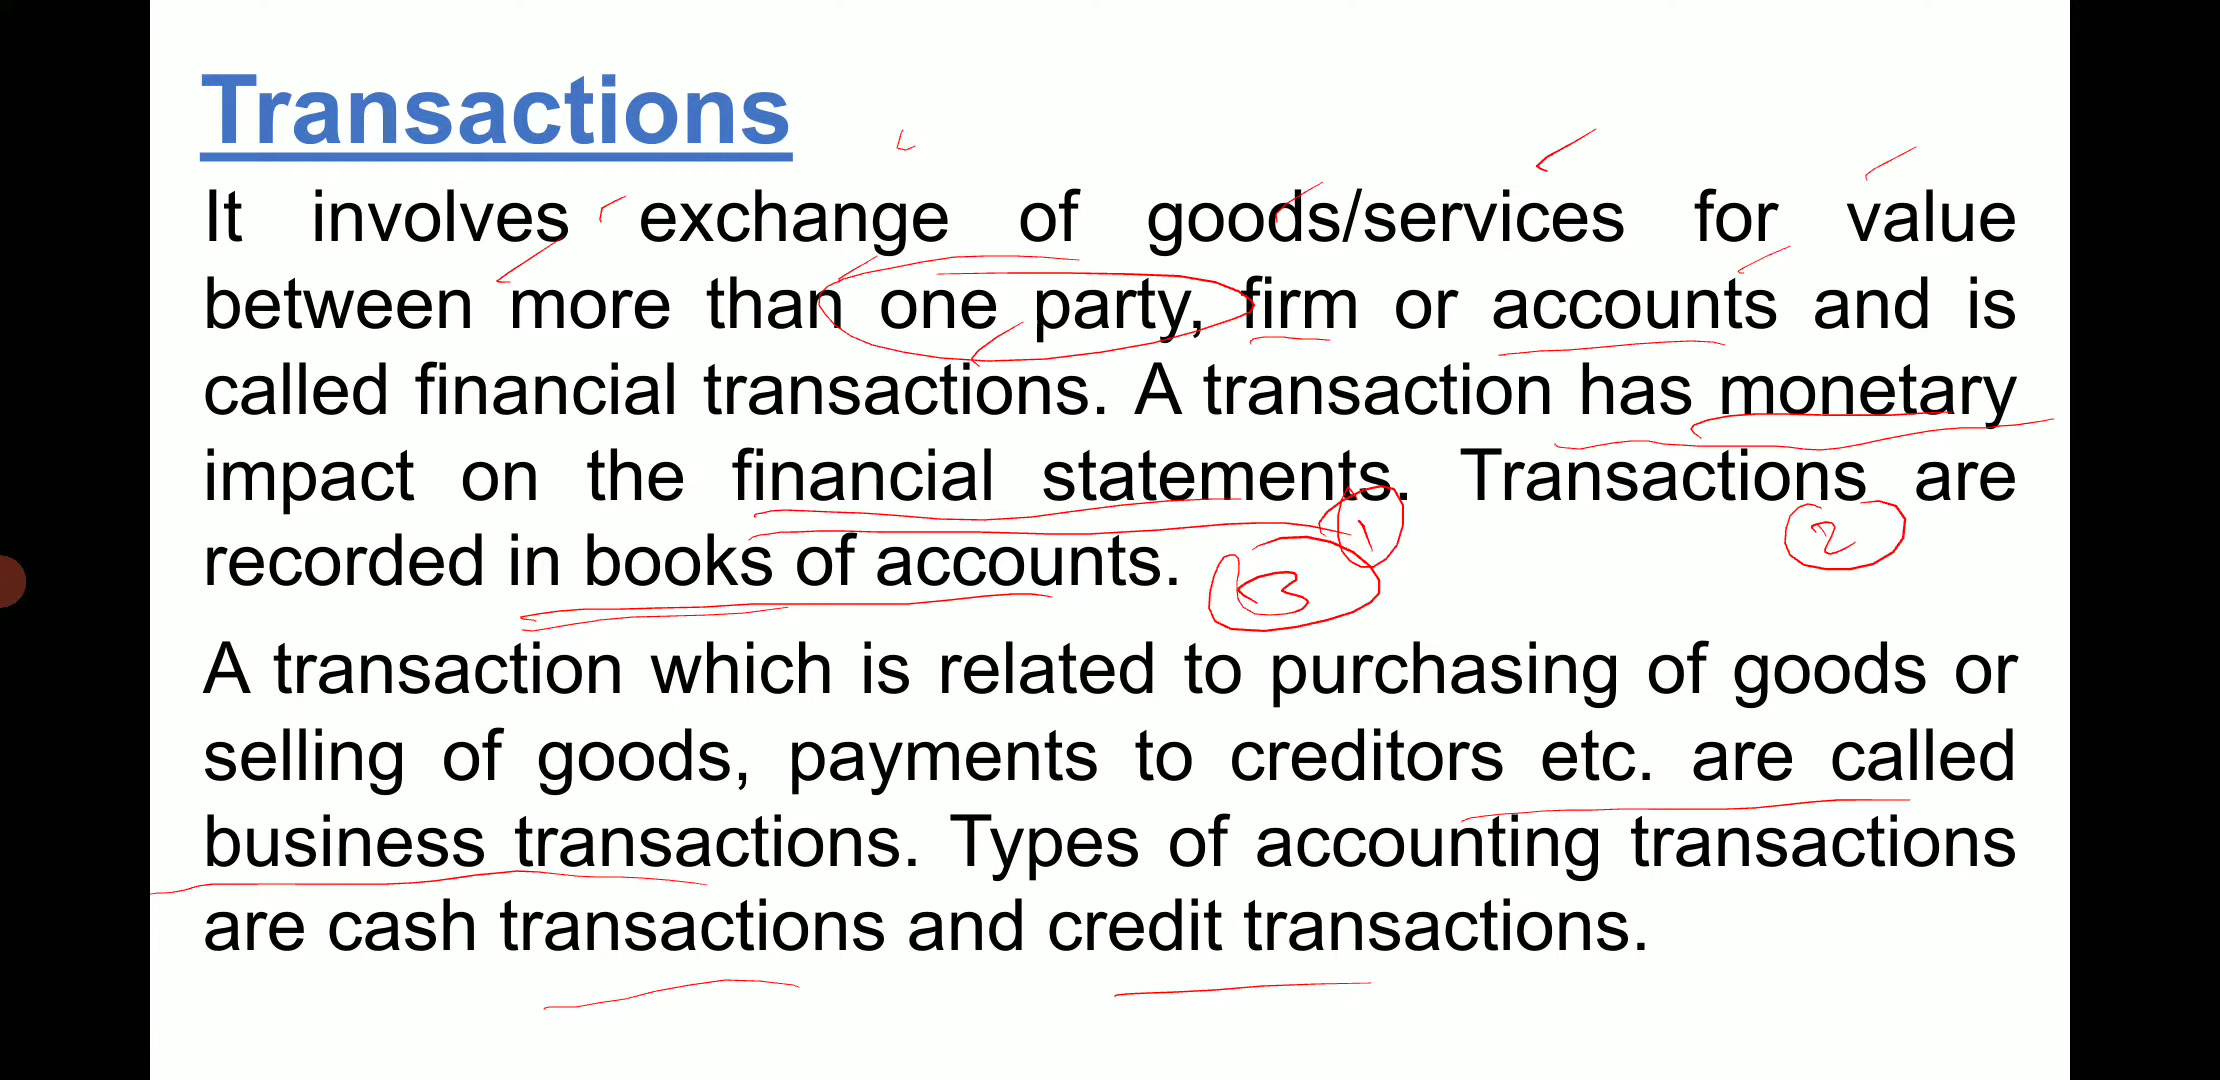 Transactions
It involves exchange of goods/services for value
between more than one party, firm or accounts and is
called financial transactions. A transaction has monetary
impact on the financial statements. Transactions are
1
2
recorded in books of accounts.
3
A transaction which is related to purchasing of goods or
selling of goods, payments to creditors etc. are called
business transactions. Types of accounting transactions
are cash transactions and credit transactions.